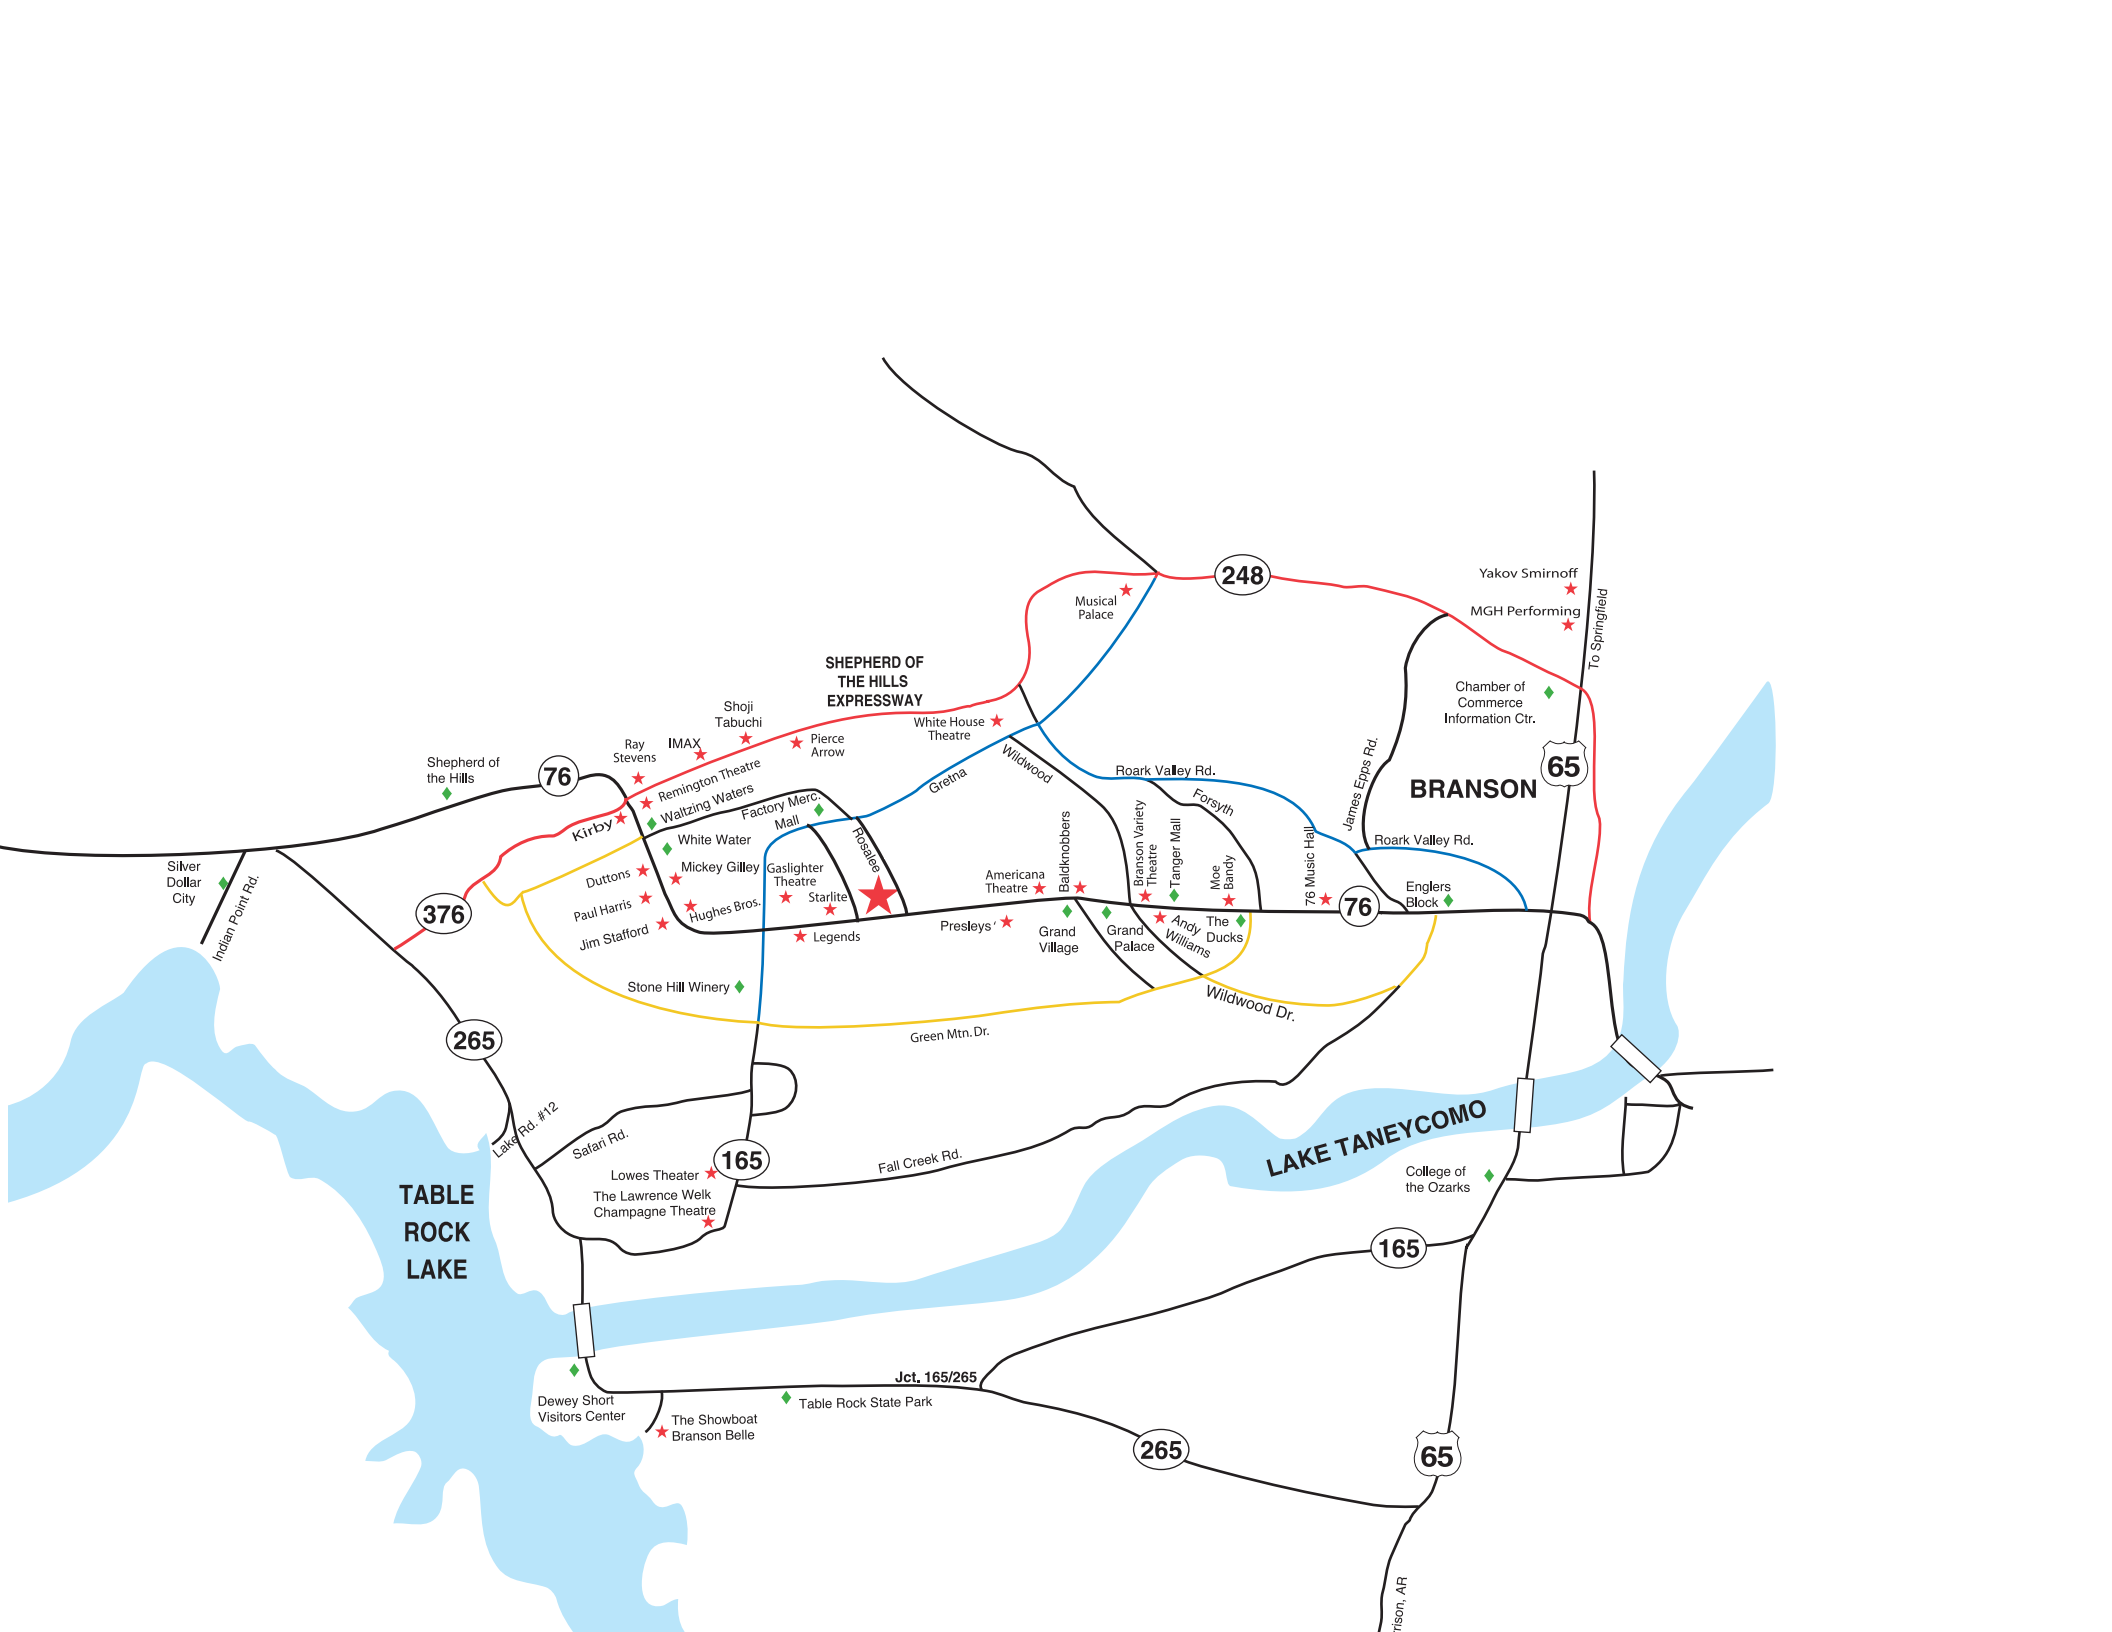 248
Yakov Smirnoff
MGH Performing
To Springfield
Musical
Palace
SHEPHERD OF
THE HILLS
EXPRESSWAY
Chamber of
Commerce
Information Ctr.
Shoji
Tabuchi
White House
Theatre
Ray
Stevens
IMAX
Pierce
Arrow
Shepherd of
the Hills
76
Remington Theatre
Waltzing Waters
Factory Merc.
Mall
Kirby
Gretna
Wildwood
Roark Valley Rd.
Forsyth
James Epps Rd.
BRANSON
65
Roark Valley Rd.
White Water
Mickey Gilley
Duttons
Paul Harris
Hughes Bros.
Jim Stafford
Gaslighter
Theatre
Starlite
Rosalee
Legends
Americana
Theatre
Baldknobbers
Branson Variety
Theatre
Tanger Mall
Moe
Bandy
76 Music Hall
76
Englers
Block
Presleys'
Grand
Village
Grand
Palace
Andy
Williams
The
Ducks
Silver
Dollar
City
Indian Point Rd.
376
Stone Hill Winery
Wildwood Dr.
Green Mtn. Dr.
265
Lake Rd. #12
Safari Rd.
165
Lowes Theater
The Lawrence Welk
Champagne Theatre
Fall Creek Rd.
LAKE TANEYCOMO
College of
the Ozarks
TABLE
ROCK
LAKE
165
Jct. 165/265
Dewey Short
Visitors Center
The Showboat
Branson Belle
Table Rock State Park
265
65
rison, AR